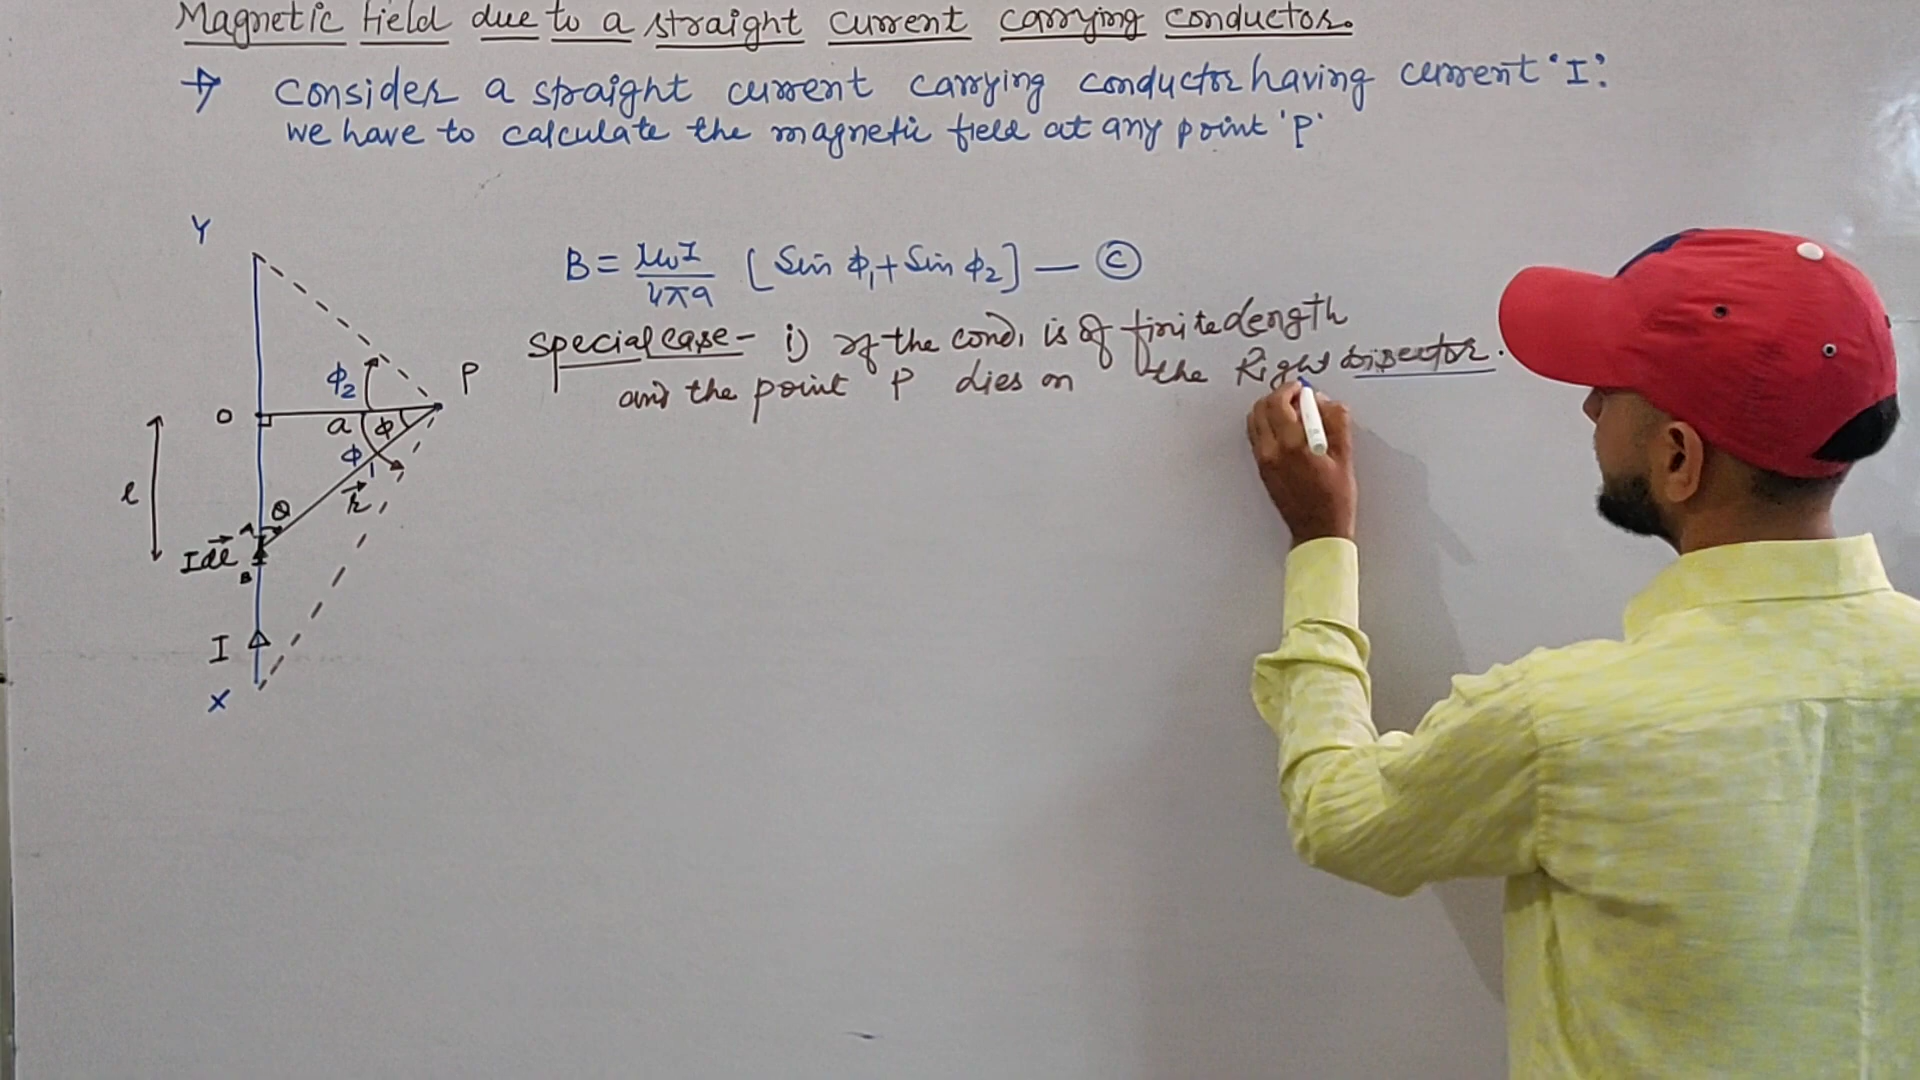 Magnetic field due to a straight current carrying conductor.
→ Consider a straight current carrying conductor having current 'I'.
we have to calculate the magnetic field at any point 'P'
Y
B = μ₀I/4πa [Sin ϕ₁ + Sin ϕ₂] — ⓒ
Special case - i) If the cond. is of finite length
and the point 'P' lies on the Right bisector.
ϕ₂
P
O
a
ϕ
ϕ₁
l
r
θ
A
Idl
B
I
X